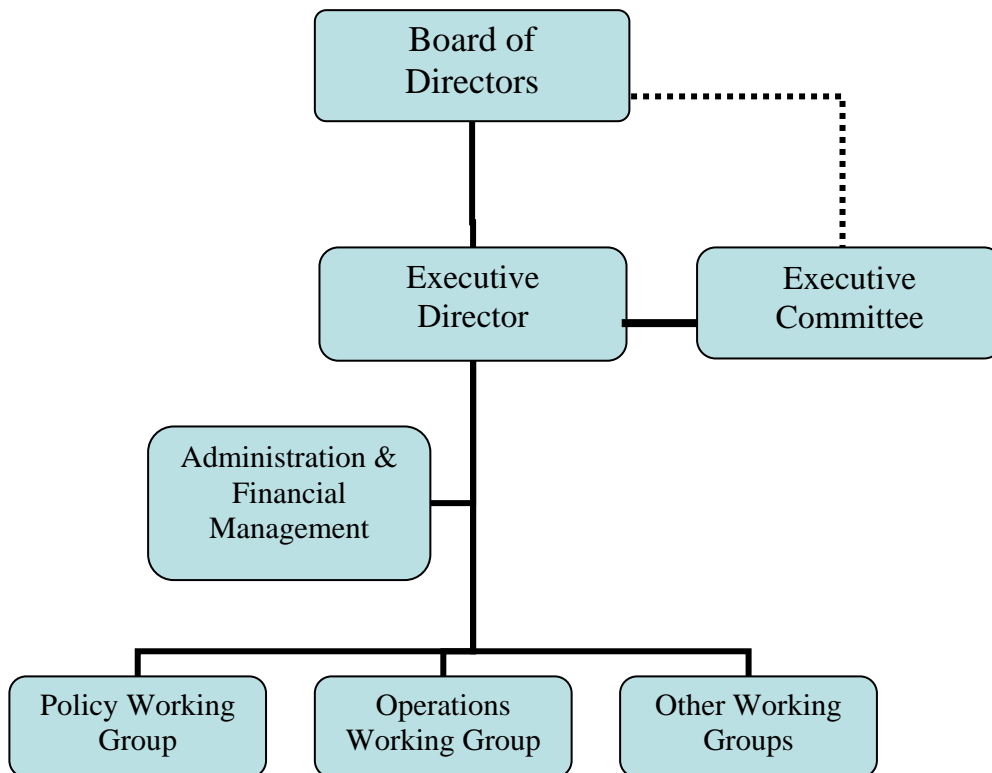 Board of
Directors
Executive
Director
Executive
Committee
Administration &
Financial
Management
Policy Working
Group
Operations
Working Group
Other Working
Groups